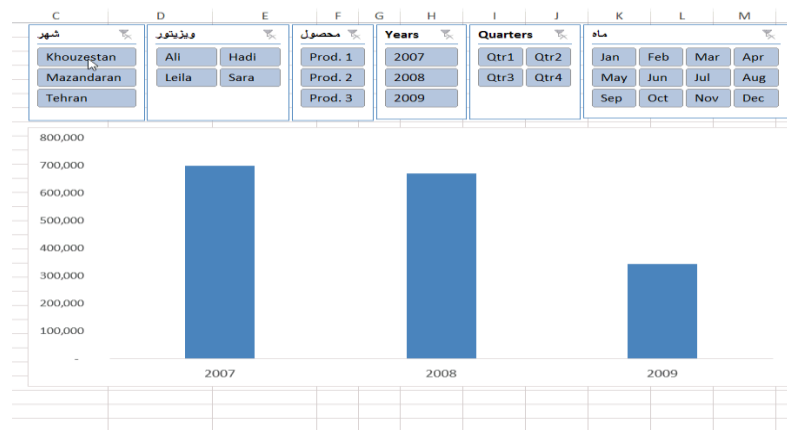 C D E F G H I J K L M
شهر ویزیتور محصول Years Quarters ماه
Khouzestan Ali Hadi Prod. 1 2007 Qtr1 Qtr2 Jan Feb Mar Apr
Mazandaran Leila Sara Prod. 2 2008 Qtr3 Qtr4 May Jun Jul Aug
Tehran Prod. 3 2009 Sep Oct Nov Dec
800,000
700,000
600,000
500,000
400,000
300,000
200,000
100,000
-
2007 2008 2009